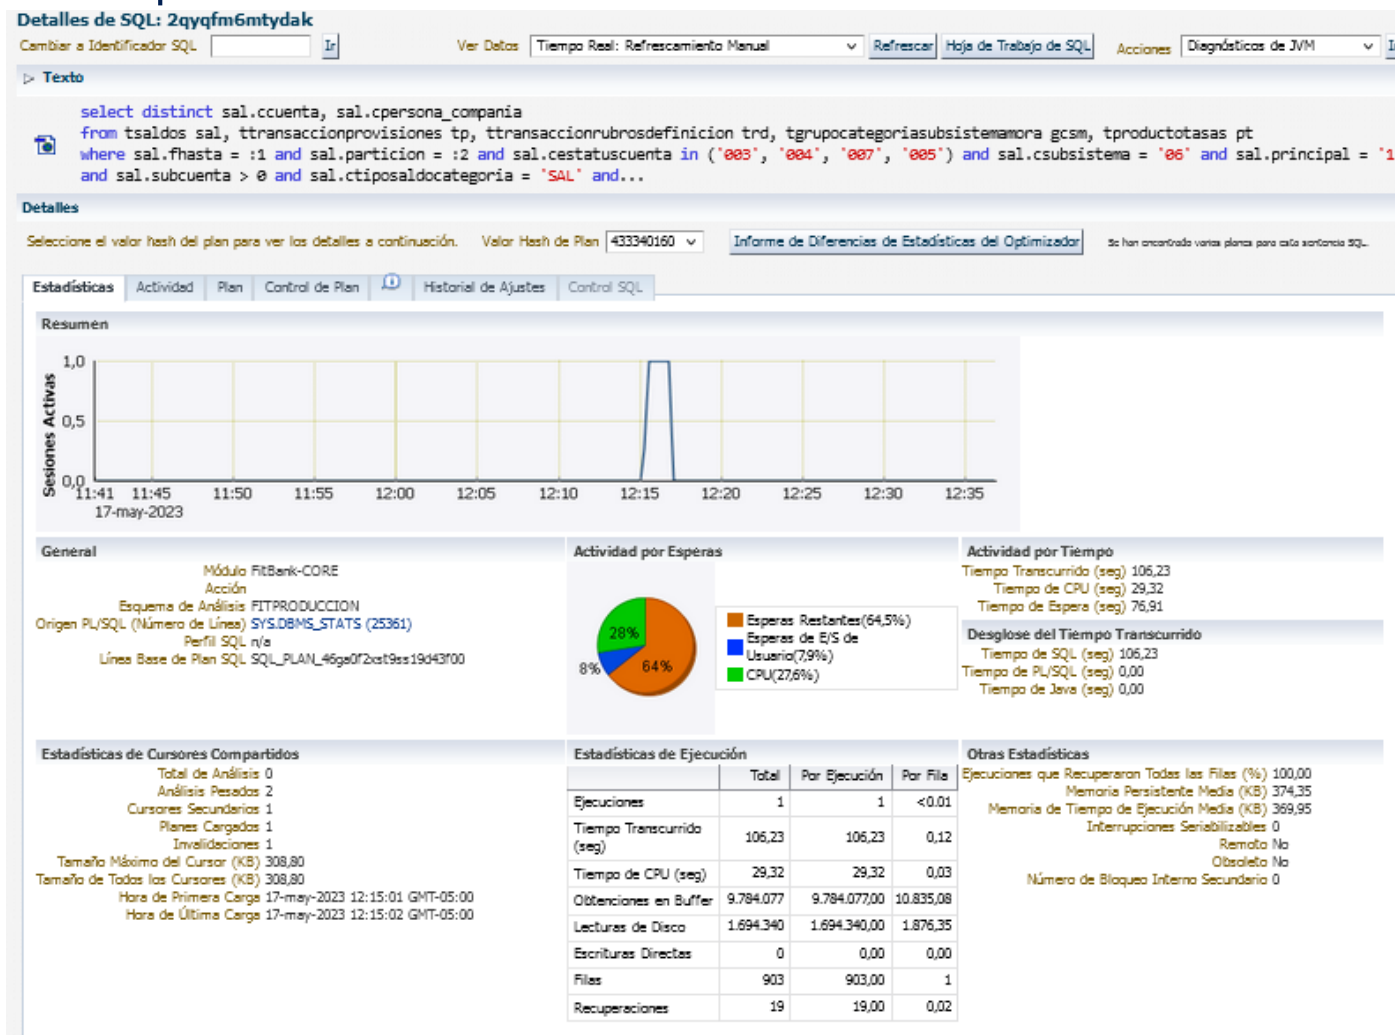 Detalles de SQL: 2qyqfm6mtydak
Cambiar a Identificador SQL Ir Ver Datos Tiempo Real: Refrescamiento Manual Refrescar Hoja de Trabajo de SQL Acciones Diagnósticos de JVM
Texto
select distinct sal.ccuenta, sal.cpersona_compania
from tsaldos sal, ttransaccionprovisiones tp, ttransaccionrubrosdefinicion trd, tgrupocategoriasubsistemamora gcsm, tproductotasas pt
where sal.fhasta = :1 and sal.particion = :2 and sal.cestatuscuenta in ('003', '004', '007', '005') and sal.csubsistema = '06' and sal.principal = '1
and sal.subcuenta > 0 and sal.ctiposaldocategoria = 'SAL' and...
Detalles
Seleccione el valor hash del plan para ver los detalles a continuación. Valor Hash de Plan 433340160 Informe de Diferencias de Estadísticas del Optimizador Se han encontrado varios planes para esta sentencia SQL.
Estadísticas Actividad Plan Control de Plan Historial de Ajustes Control SQL
Resumen
Sesiones Activas
1,0
0,5
0,0
11:41 11:45 11:50 11:55 12:00 12:05 12:10 12:15 12:20 12:25 12:30 12:35
17-may-2023
General
Módulo FitBank-CORE
Acción
Esquema de Análisis FITPRODUCCION
Origen PL/SQL (Número de Línea) SYS.DBMS_STATS (25361)
Perfil SQL n/a
Línea Base de Plan SQL SQL_PLAN_46ga0f2xst9ss19d43f00
Actividad por Esperas
28%
8%
64%
Esperas Restantes(64,5%)
Esperas de E/S de
Usuario(7,9%)
CPU(27,6%)
Actividad por Tiempo
Tiempo Transcurrido (seg) 106,23
Tiempo de CPU (seg) 29,32
Tiempo de Espera (seg) 76,91
Desglose del Tiempo Transcurrido
Tiempo de SQL (seg) 106,23
Tiempo de PL/SQL (seg) 0,00
Tiempo de Java (seg) 0,00
Estadísticas de Cursores Compartidos
Total de Análisis 0
Análisis Pesados 2
Cursores Secundarios 1
Planes Cargados 1
Invalidaciones 1
Tamaño Máximo del Cursor (KB) 308,80
Tamaño de Todos los Cursores (KB) 308,80
Hora de Primera Carga 17-may-2023 12:15:01 GMT-05:00
Hora de Última Carga 17-may-2023 12:15:02 GMT-05:00
Estadísticas de Ejecución
Total Por Ejecución Por Fila
Ejecuciones 1 1 <0.01
Tiempo Transcurrido
(seg) 106,23 106,23 0,12
Tiempo de CPU (seg) 29,32 29,32 0,03
Obtenciones en Buffer 9.784.077 9.784.077,00 10.835,08
Lecturas de Disco 1.694.340 1.694.340,00 1.876,35
Escrituras Directas 0 0,00 0,00
Filas 903 903,00 1
Recuperaciones 19 19,00 0,02
Otras Estadísticas
Ejecuciones que Recuperaron Todas las Filas (%) 100,00
Memoria Persistente Media (KB) 374,35
Memoria de Tiempo de Ejecución Media (KB) 369,95
Interrupciones Serializables 0
Remoto No
Obsoleto No
Número de Bloqueo Interno Secundario 0